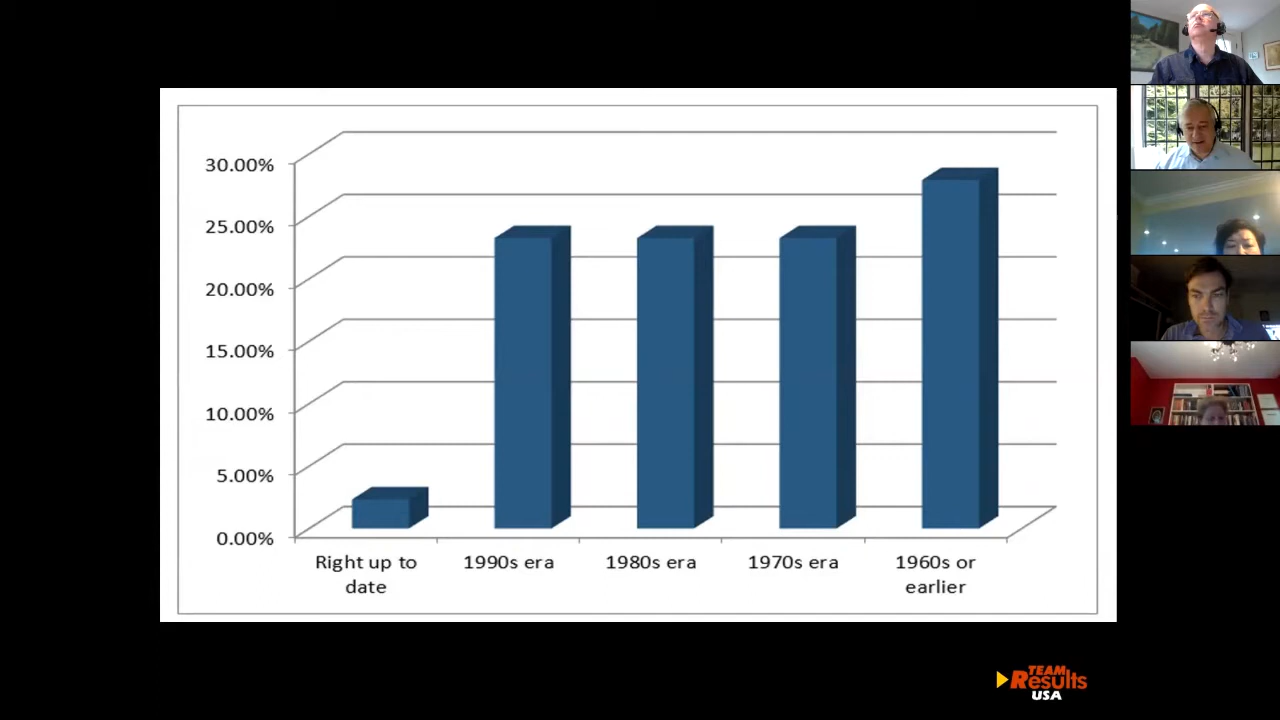 30.00%
25.00%
20.00%
15.00%
10.00%
5.00%
0.00%
Right up to
date
1990s era
1980s era
1970s era
1960s or
earlier
TEAM
Results
USA